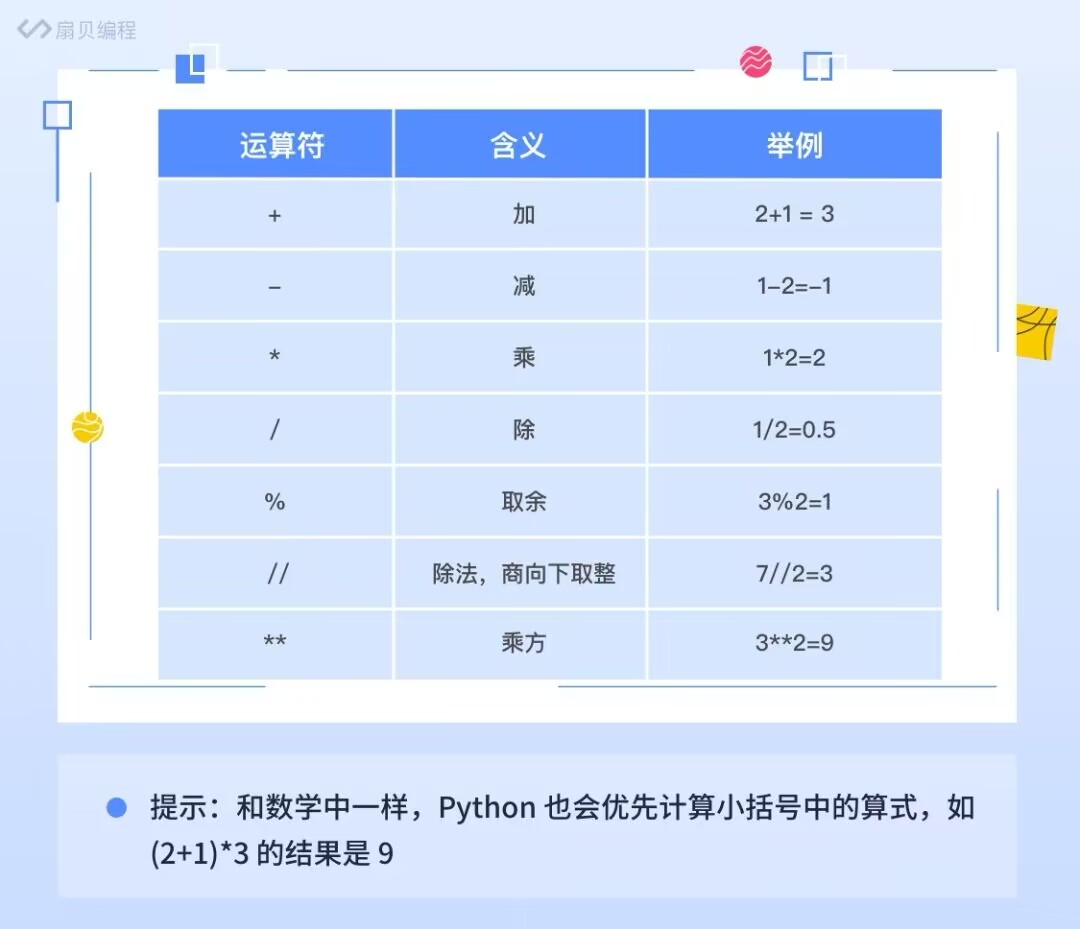 扇贝编程
运算符 含义 举例
+ 加 2+1 = 3
– 减 1–2=–1
* 乘 1*2=2
/ 除 1/2=0.5
% 取余 3%2=1
// 除法，商向下取整 7//2=3
** 乘方 3**2=9
提示：和数学中一样，Python 也会优先计算小括号中的算式，如
(2+1)*3 的结果是 9